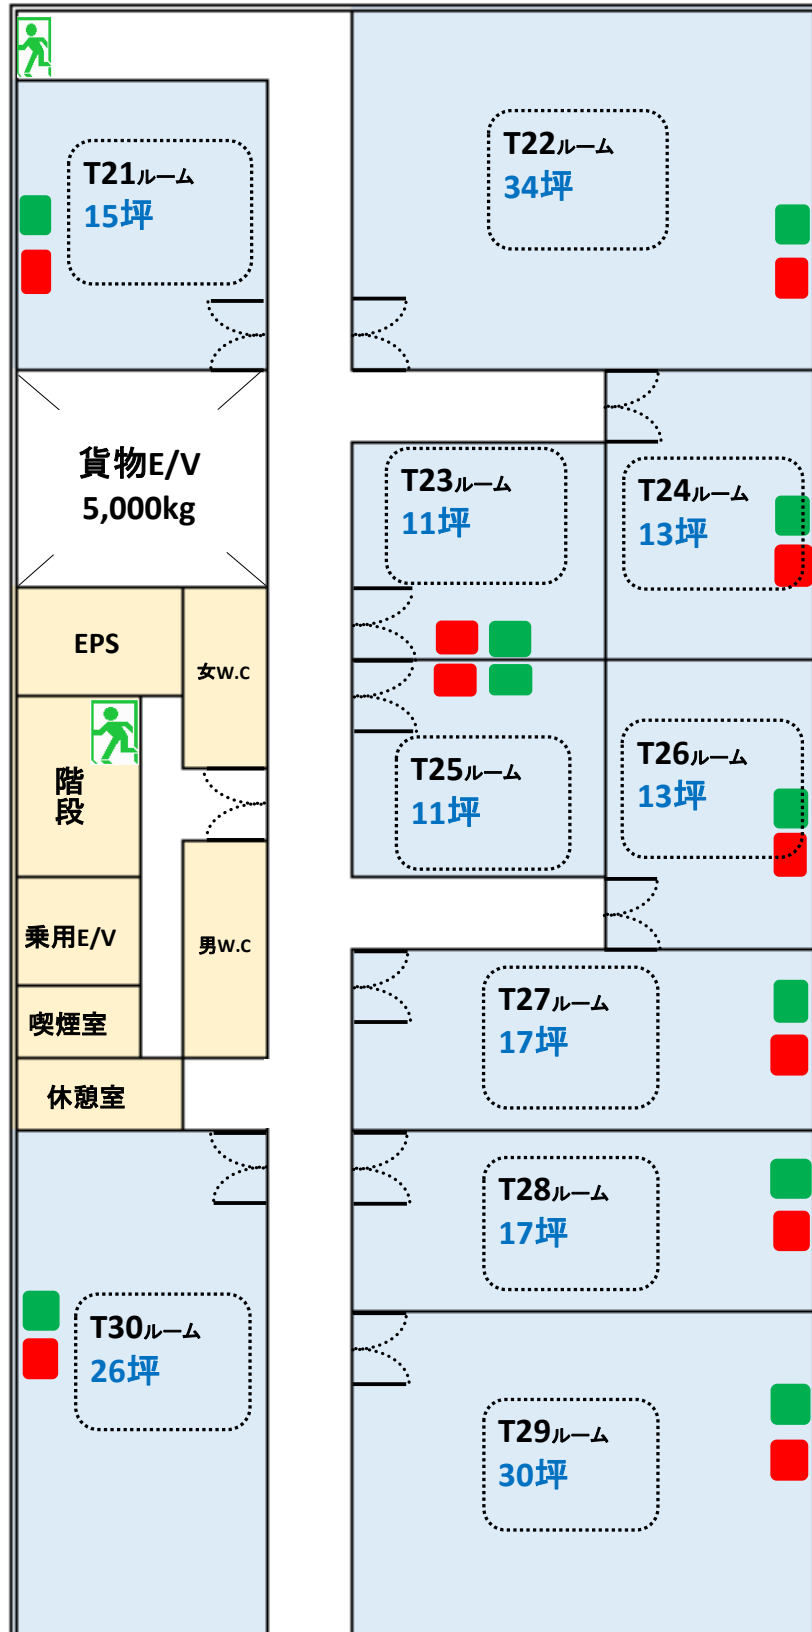 T21ルーム
15坪
T22ルーム
34坪
貨物E/V
5,000kg
T23ルーム
11坪
T24ルーム
13坪
EPS
女W.C
階段
T25ルーム
11坪
T26ルーム
13坪
乗用E/V
男W.C
喫煙室
休憩室
T27ルーム
17坪
T28ルーム
17坪
T30ルーム
26坪
T29ルーム
30坪